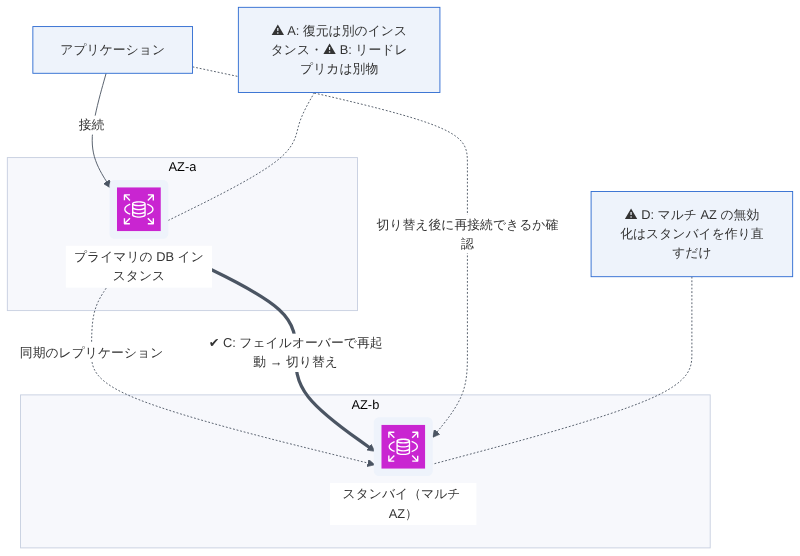 アプリケーション
⚠ A: 復元は別のインス
タンス・⚠ B: リードレ
プリカは別物
接続
AZ-a
プライマリの DB イン
スタンス
切り替え後に再接続できるか確
認
⚠ D: マルチ AZ の無効
化はスタンバイを作り直
すだけ
同期のレプリケーション
✔ C: フェイルオーバーで再起
動 → 切り替え
AZ-b
スタンバイ（マルチ
AZ）